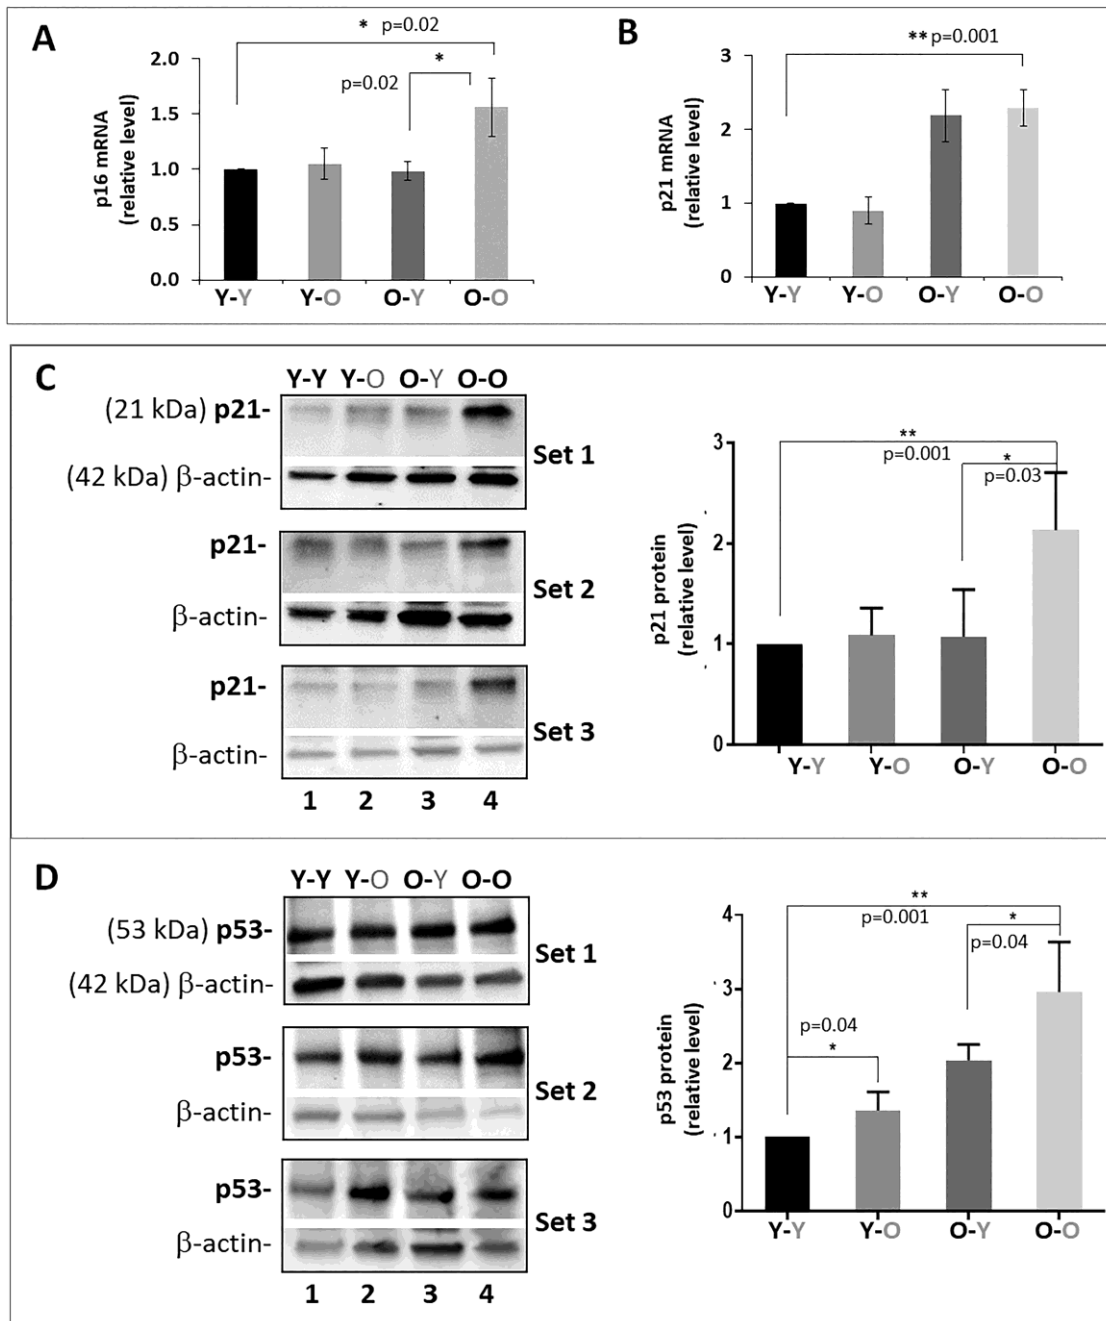 A
* p=0.02
*
p=0.02
2.0
1.5
1.0
0.5
0.0
p16 mRNA
(relative level)
Y-Y Y-O O-Y O-O
B
**p=0.001
3
2
1
0
p21 mRNA
(relative level)
Y-Y Y-O O-Y O-O
C
Y-Y Y-O O-Y O-O
(21 kDa) p21-
(42 kDa) β-actin-
Set 1
p21-
β-actin-
Set 2
p21-
β-actin-
Set 3
1 2 3 4
**
p=0.001
*
p=0.03
3
2
1
0
p21 protein
(relative level)
Y-Y Y-O O-Y O-O
D
Y-Y Y-O O-Y O-O
(53 kDa) p53-
(42 kDa) β-actin-
Set 1
p53-
β-actin-
Set 2
p53-
β-actin-
Set 3
1 2 3 4
**
p=0.001
*
p=0.04
p=0.04
*
4
3
2
1
0
p53 protein
(relative level)
Y-Y Y-O O-Y O-O